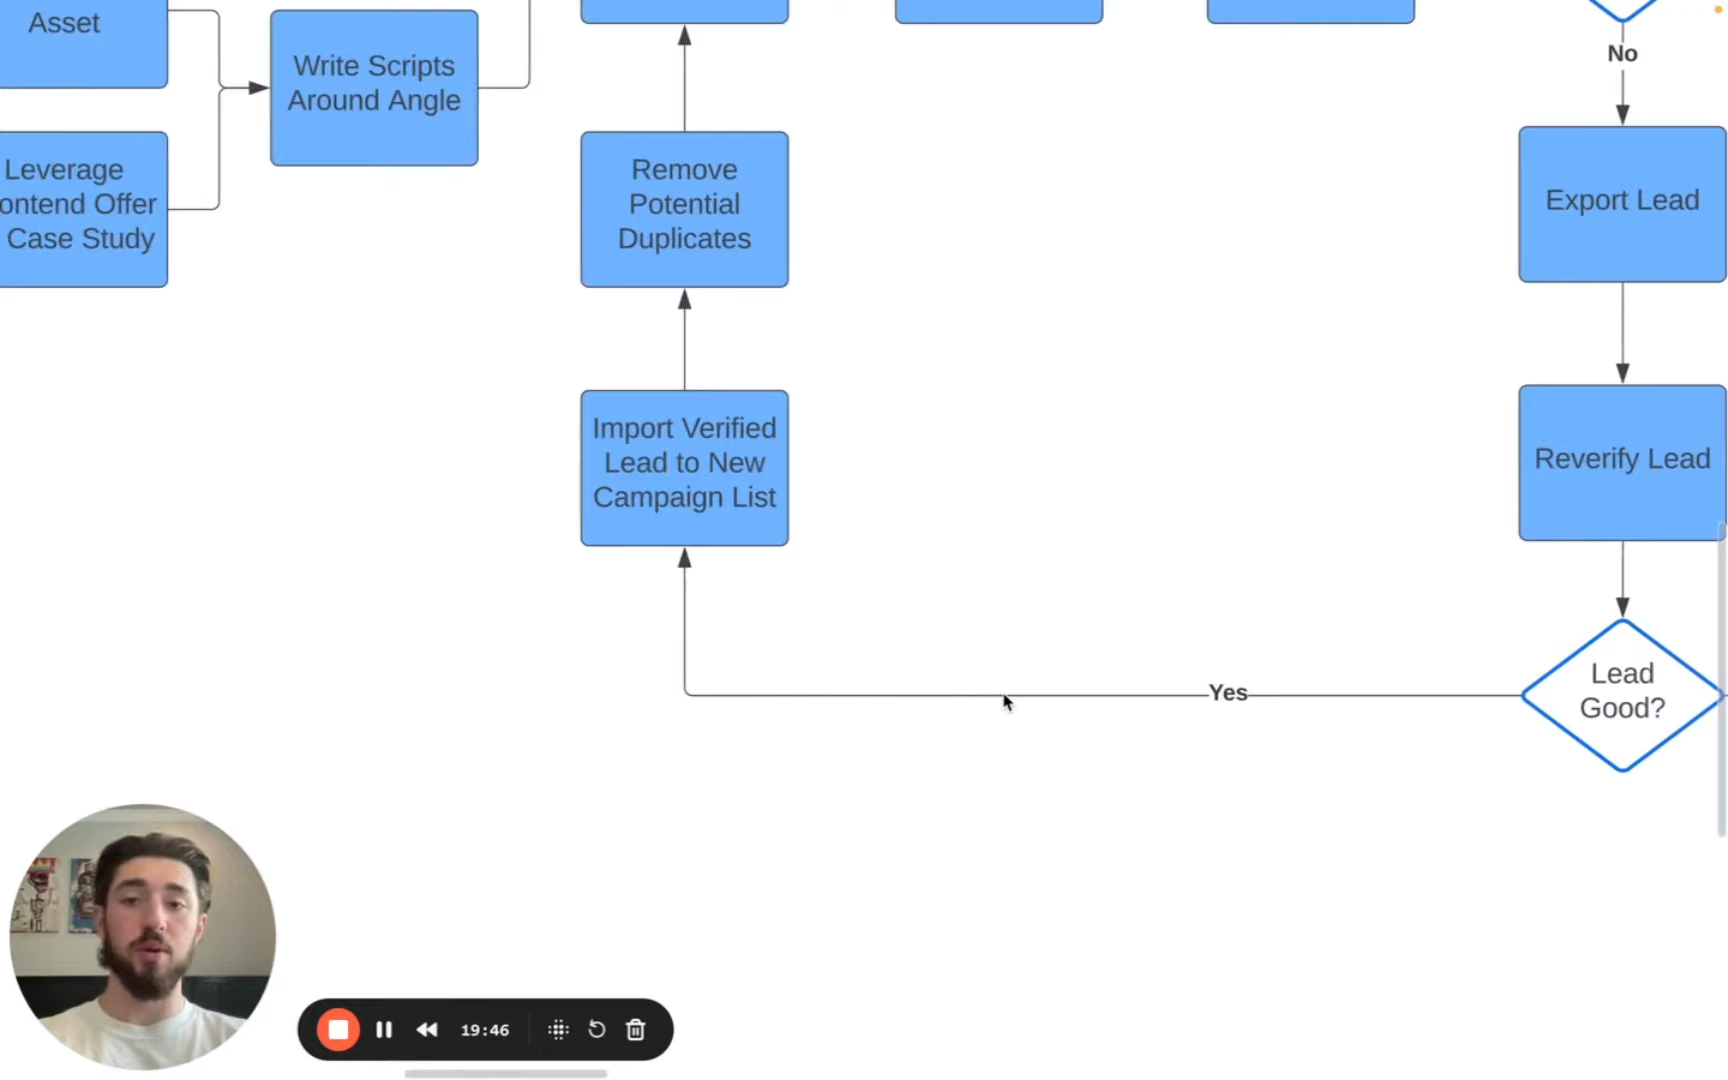 Asset
Write Scripts
Around Angle
No
Leverage
ontend Offer
Case Study
Remove
Potential
Duplicates
Export Lead
Import Verified
Lead to New
Campaign List
Reverify Lead
Yes
Lead
Good?
19:46